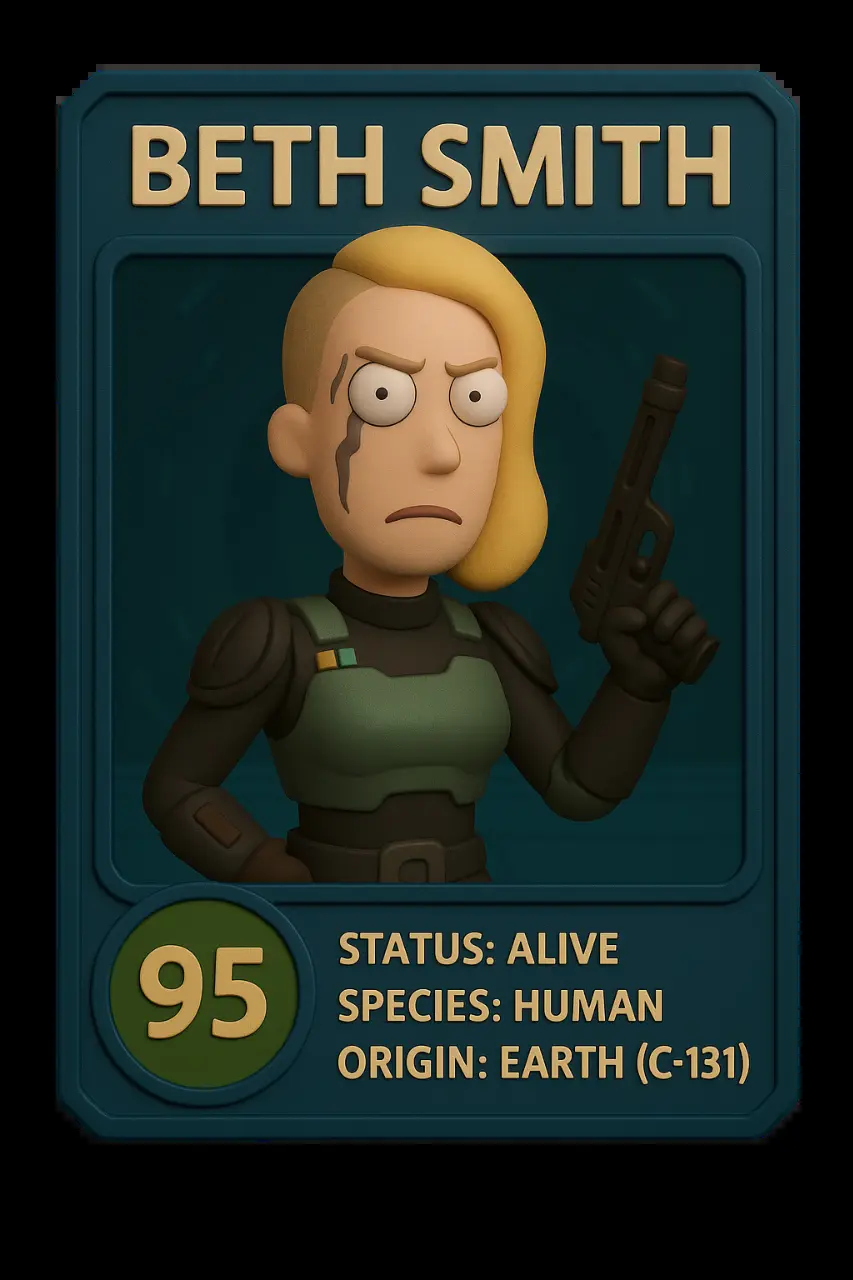 BETH SMITH
95
STATUS: ALIVE
SPECIES: HUMAN
ORIGIN: EARTH (C-131)